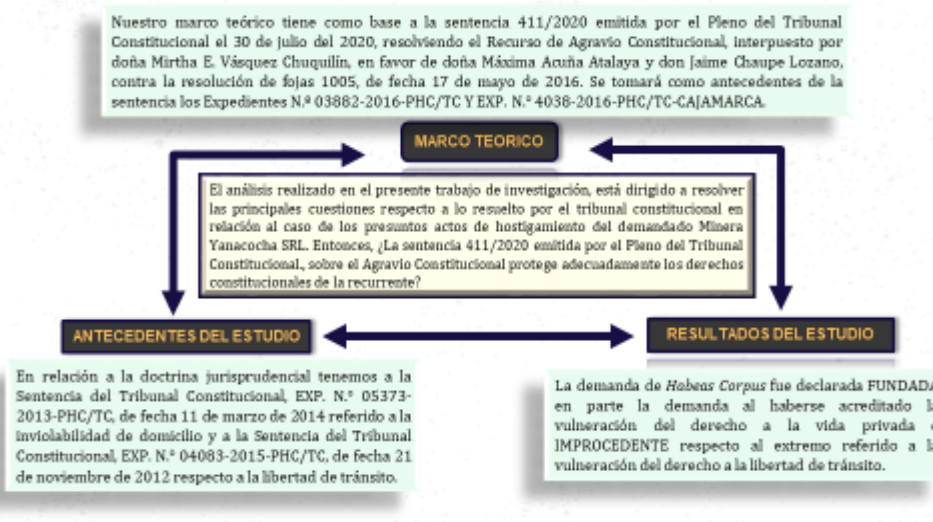 Nuestro marco teórico tiene como base a la sentencia 411/2020 emitida por el Pleno del Tribunal
Constitucional el 30 de julio del 2020, resolviendo el Recurso de Agravio Constitucional, interpuesto por
doña Mirtha E. Vásquez Chuquilín, en favor de doña Máxima Acuña Atalaya y don Jaime Chaupe Lozano,
contra la resolución de fojas 1005, de fecha 17 de mayo de 2016. Se tomará como antecedentes de la
sentencia los Expedientes N.º 03882-2016-PHC/TC Y EXP. N.° 4038-2016-PHC/TC-CAJAMARCA.
MARCO TEORICO
El análisis realizado en el presente trabajo de investigación, está dirigido a resolver
las principales cuestiones respecto a lo resuelto por el tribunal constitucional en
relación al caso de los presuntos actos de hostigamiento del demandado Minera
Yanacocha SRL. Entonces, ¿La sentencia 411/2020 emitida por el Pleno del Tribunal
Constitucional., sobre el Agravio Constitucional protege adecuadamente los derechos
constitucionales de la recurrente?
ANTECEDENTES DEL ESTUDIO
En relación a la doctrina jurisprudencial tenemos a la
Sentencia del Tribunal Constitucional, EXP. N.° 05373-
2013-PHC/TC, de fecha 11 de marzo de 2014 referido a la
inviolabilidad de domicilio y a la Sentencia del Tribunal
Constitucional, EXP. N.° 04083-2015-PHC/TC, de fecha 21
de noviembre de 2012 respecto a la libertad de tránsito.
RESULTADOS DEL ESTUDIO
La demanda de Habeas Corpus fue declarada FUNDADA
en parte la demanda al haberse acreditado la
vulneración del derecho a la vida privada e
IMPROCEDENTE respecto al extremo referido a la
vulneración del derecho a la libertad de tránsito.